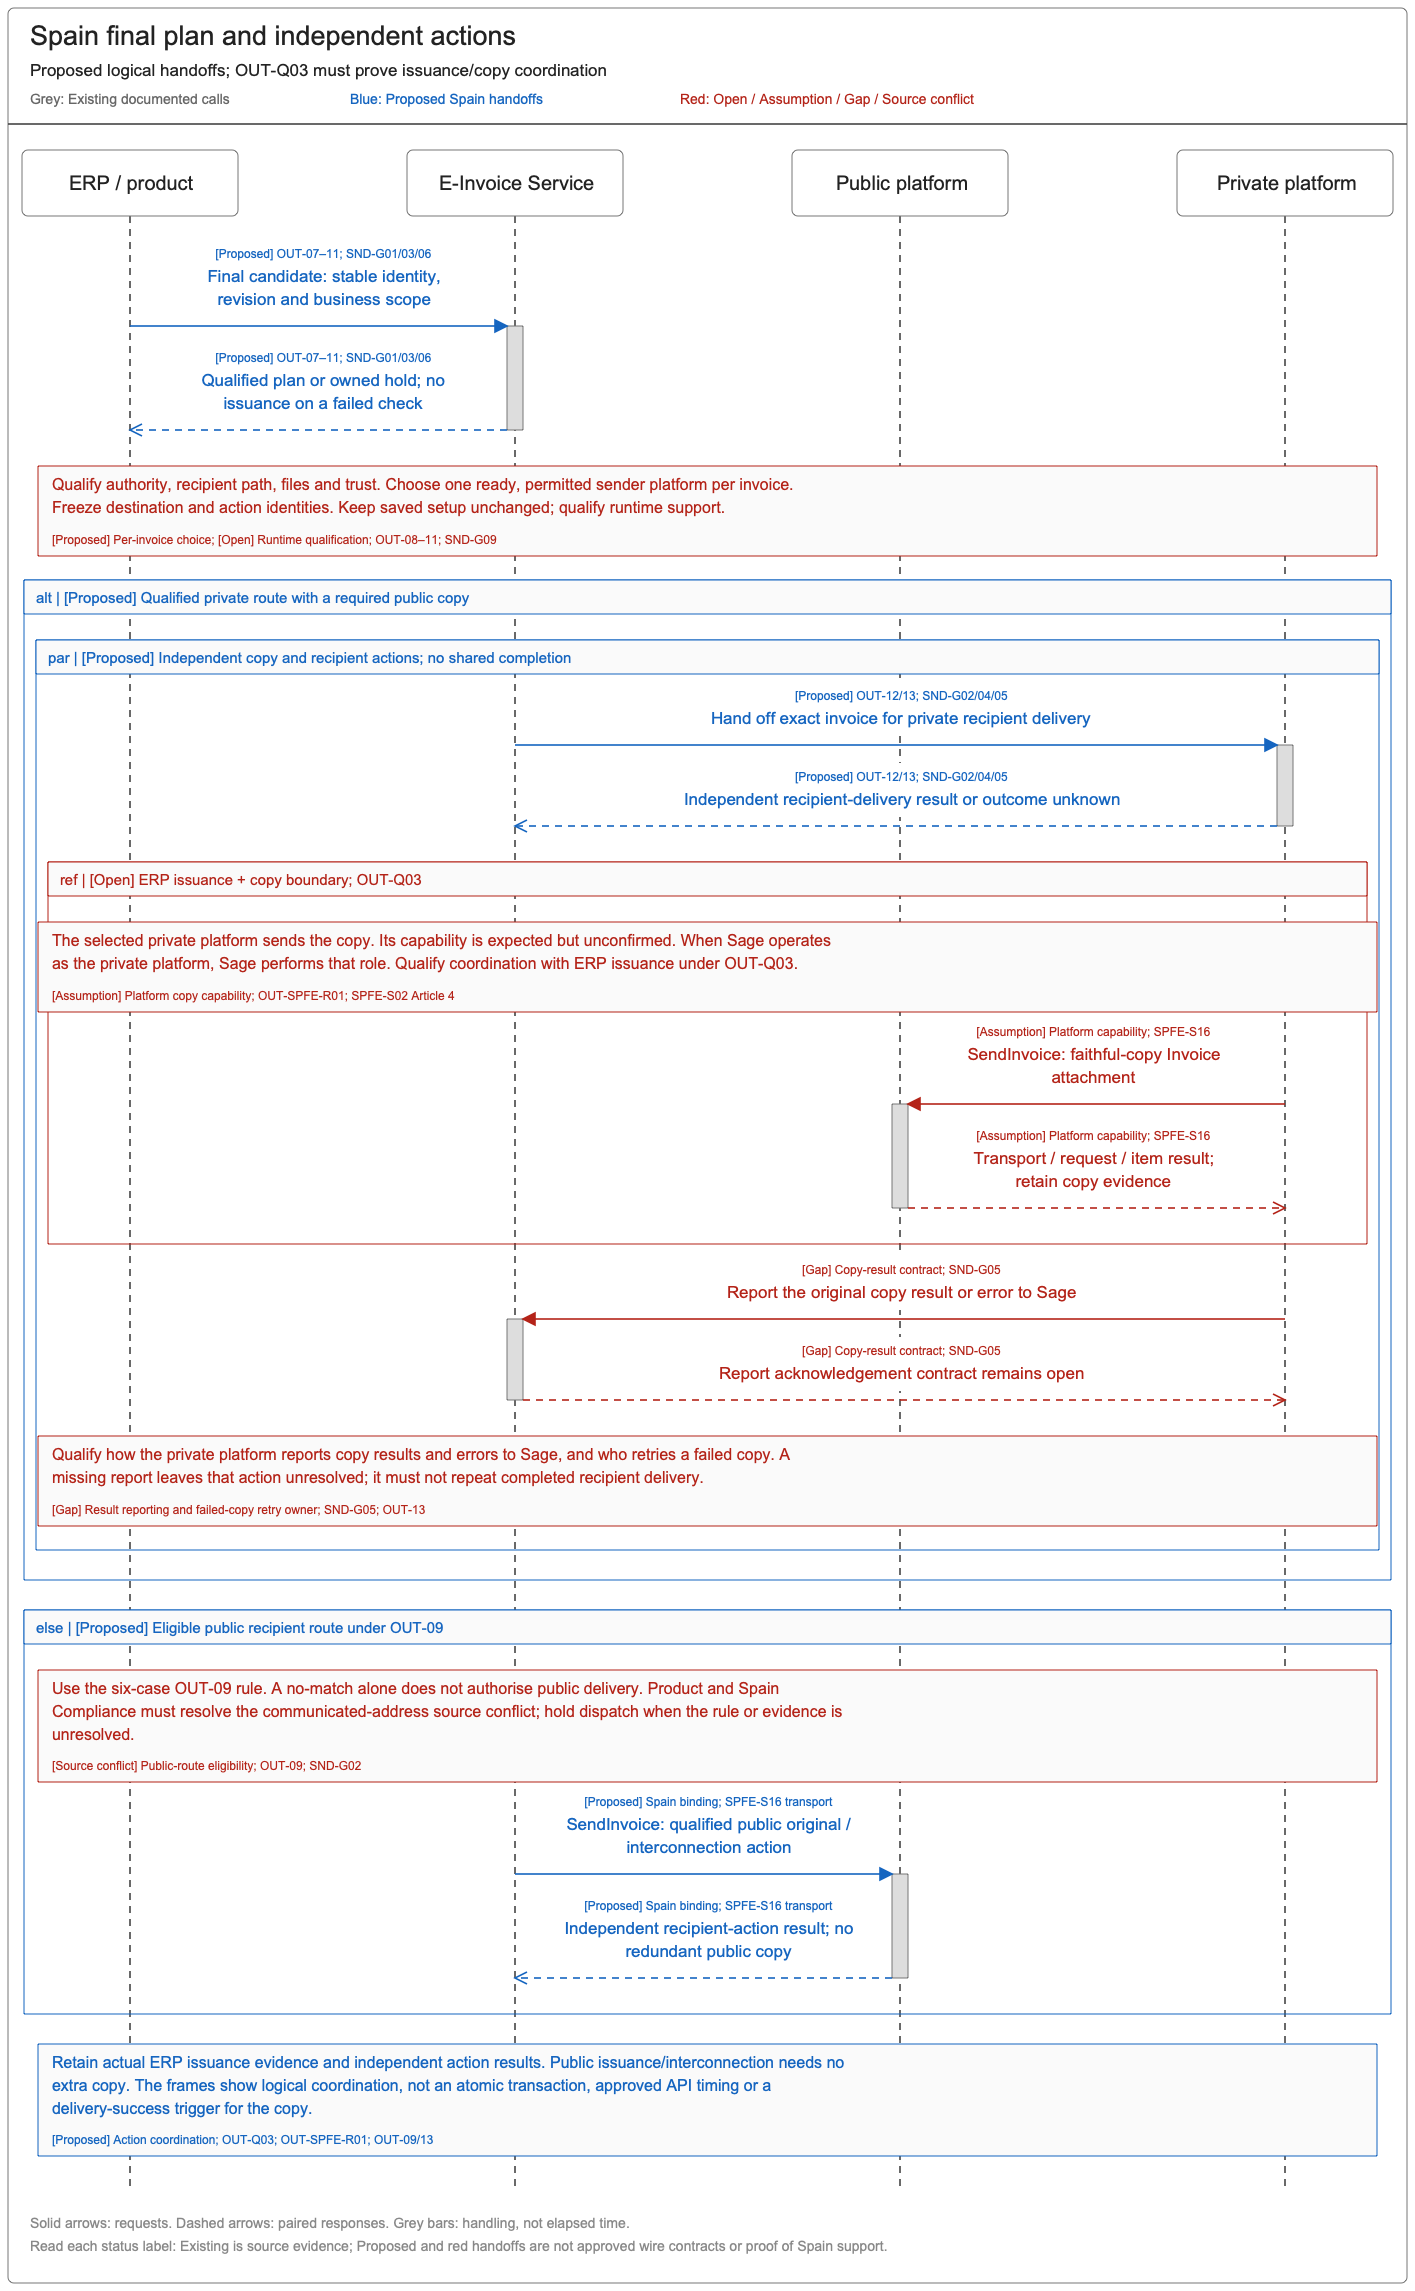 Spain final plan and independent actions
Proposed logical handoffs; OUT-Q03 must prove issuance/copy coordination
Grey: Existing documented calls
Blue: Proposed Spain handoffs
Red: Open / Assumption / Gap / Source conflict
ERP / product
E-Invoice Service
Public platform
Private platform
[Proposed] OUT-07–11; SND-G01/03/06
Final candidate: stable identity,
revision and business scope
[Proposed] OUT-07–11; SND-G01/03/06
Qualified plan or owned hold; no
issuance on a failed check
Qualify authority, recipient path, files and trust. Choose one ready, permitted sender platform per invoice.
Freeze destination and action identities. Keep saved setup unchanged; qualify runtime support.
[Proposed] Per-invoice choice; [Open] Runtime qualification; OUT-08–11; SND-G09
alt | [Proposed] Qualified private route with a required public copy
par | [Proposed] Independent copy and recipient actions; no shared completion
[Proposed] OUT-12/13; SND-G02/04/05
Hand off exact invoice for private recipient delivery
[Proposed] OUT-12/13; SND-G02/04/05
Independent recipient-delivery result or outcome unknown
ref | [Open] ERP issuance + copy boundary; OUT-Q03
The selected private platform sends the copy. Its capability is expected but unconfirmed. When Sage operates
as the private platform, Sage performs that role. Qualify coordination with ERP issuance under OUT-Q03.
[Assumption] Platform copy capability; OUT-SPFE-R01; SPFE-S02 Article 4
[Assumption] Platform capability; SPFE-S16
SendInvoice: faithful-copy Invoice
attachment
[Assumption] Platform capability; SPFE-S16
Transport / request / item result;
retain copy evidence
[Gap] Copy-result contract; SND-G05
Report the original copy result or error to Sage
[Gap] Copy-result contract; SND-G05
Report acknowledgement contract remains open
Qualify how the private platform reports copy results and errors to Sage, and who retries a failed copy. A
missing report leaves that action unresolved; it must not repeat completed recipient delivery.
[Gap] Result reporting and failed-copy retry owner; SND-G05; OUT-13
else | [Proposed] Eligible public recipient route under OUT-09
Use the six-case OUT-09 rule. A no-match alone does not authorise public delivery. Product and Spain
Compliance must resolve the communicated-address source conflict; hold dispatch when the rule or evidence is
unresolved.
[Source conflict] Public-route eligibility; OUT-09; SND-G02
[Proposed] Spain binding; SPFE-S16 transport
SendInvoice: qualified public original /
interconnection action
[Proposed] Spain binding; SPFE-S16 transport
Independent recipient-action result; no
redundant public copy
Retain actual ERP issuance evidence and independent action results. Public issuance/interconnection needs no
extra copy. The frames show logical coordination, not an atomic transaction, approved API timing or a
delivery-success trigger for the copy.
[Proposed] Action coordination; OUT-Q03; OUT-SPFE-R01; OUT-09/13
Solid arrows: requests. Dashed arrows: paired responses. Grey bars: handling, not elapsed time.
Read each status label: Existing is source evidence; Proposed and red handoffs are not approved wire contracts or proof of Spain support.